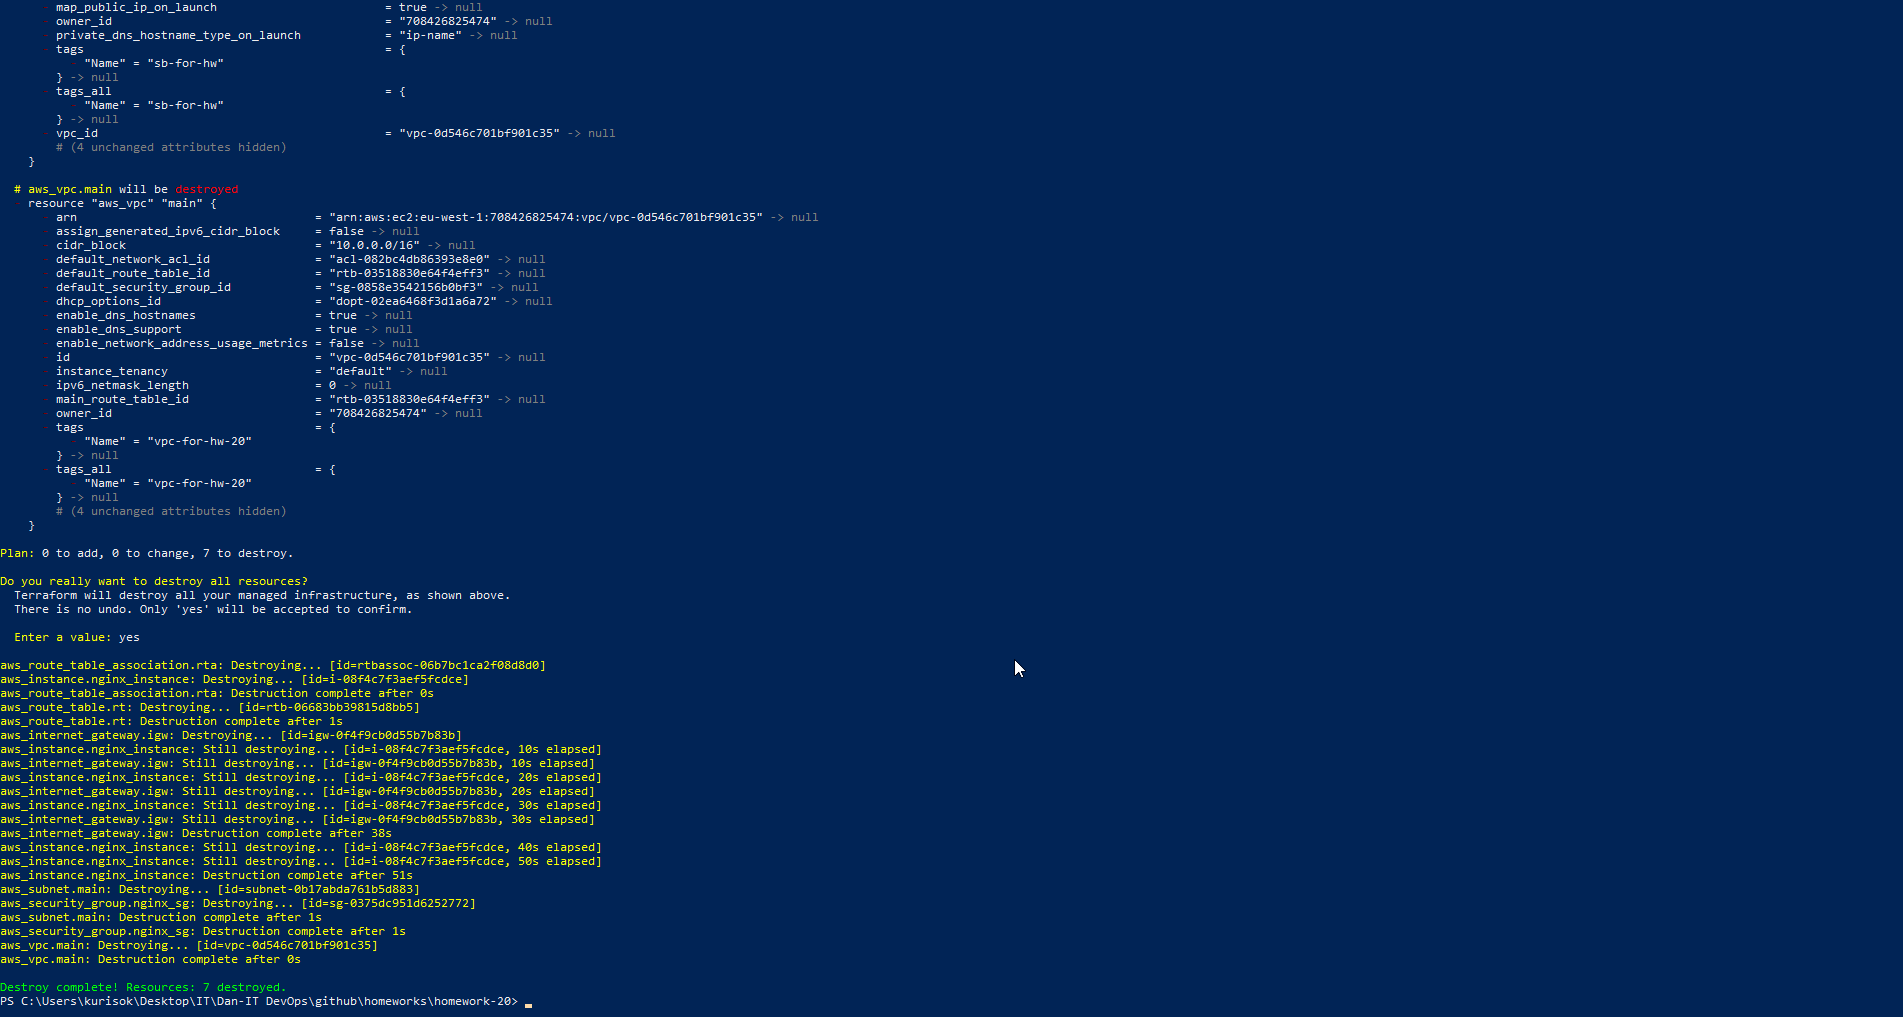 map_public_ip_on_launch = true -> null
owner_id = "708426825474" -> null
private_dns_hostname_type_on_launch = "ip-name" -> null
tags = {
"Name" = "sb-for-hw"
} -> null
tags_all = {
"Name" = "sb-for-hw"
} -> null
vpc_id = "vpc-0d546c701bf901c35" -> null
# (4 unchanged attributes hidden)
}
# aws_vpc.main will be destroyed
resource "aws_vpc" "main" {
arn = "arn:aws:ec2:eu-west-1:708426825474:vpc/vpc-0d546c701bf901c35" -> null
assign_generated_ipv6_cidr_block = false -> null
cidr_block = "10.0.0.0/16" -> null
default_network_acl_id = "acl-082bc4db86393e8e0" -> null
default_route_table_id = "rtb-03518830e64f4eff3" -> null
default_security_group_id = "sg-0858e3542156b0bf3" -> null
dhcp_options_id = "dopt-02ea6468f3d1a6a72" -> null
enable_dns_hostnames = true -> null
enable_dns_support = true -> null
enable_network_address_usage_metrics = false -> null
id = "vpc-0d546c701bf901c35" -> null
instance_tenancy = "default" -> null
ipv6_netmask_length = 0 -> null
main_route_table_id = "rtb-03518830e64f4eff3" -> null
owner_id = "708426825474" -> null
tags = {
"Name" = "vpc-for-hw-20"
} -> null
tags_all = {
"Name" = "vpc-for-hw-20"
} -> null
# (4 unchanged attributes hidden)
}
Plan: 0 to add, 0 to change, 7 to destroy.
Do you really want to destroy all resources?
Terraform will destroy all your managed infrastructure, as shown above.
There is no undo. Only 'yes' will be accepted to confirm.
Enter a value: yes
aws_route_table_association.rta: Destroying... [id=rtbassoc-06b7bc1ca2f08d8d0]
aws_instance.nginx_instance: Destroying... [id=i-08f4c7f3aef5fcdce]
aws_route_table_association.rta: Destruction complete after 0s
aws_route_table.rt: Destroying... [id=rtb-06683bb39815d8bb5]
aws_route_table.rt: Destruction complete after 1s
aws_internet_gateway.igw: Destroying... [id=igw-0f4f9cb0d55b7b83b]
aws_instance.nginx_instance: Still destroying... [id=i-08f4c7f3aef5fcdce, 10s elapsed]
aws_internet_gateway.igw: Still destroying... [id=igw-0f4f9cb0d55b7b83b, 10s elapsed]
aws_instance.nginx_instance: Still destroying... [id=i-08f4c7f3aef5fcdce, 20s elapsed]
aws_internet_gateway.igw: Still destroying... [id=igw-0f4f9cb0d55b7b83b, 20s elapsed]
aws_instance.nginx_instance: Still destroying... [id=i-08f4c7f3aef5fcdce, 30s elapsed]
aws_internet_gateway.igw: Still destroying... [id=igw-0f4f9cb0d55b7b83b, 30s elapsed]
aws_internet_gateway.igw: Destruction complete after 38s
aws_instance.nginx_instance: Still destroying... [id=i-08f4c7f3aef5fcdce, 40s elapsed]
aws_instance.nginx_instance: Still destroying... [id=i-08f4c7f3aef5fcdce, 50s elapsed]
aws_instance.nginx_instance: Destruction complete after 51s
aws_subnet.main: Destroying... [id=subnet-0b17abda761b5d883]
aws_security_group.nginx_sg: Destroying... [id=sg-0375dc951d6252772]
aws_subnet.main: Destruction complete after 1s
aws_security_group.nginx_sg: Destruction complete after 1s
aws_vpc.main: Destroying... [id=vpc-0d546c701bf901c35]
aws_vpc.main: Destruction complete after 0s
Destroy complete! Resources: 7 destroyed.
PS C:\Users\kurisok\Desktop\IT\Dan-IT DevOps\github\homeworks\homework-20>